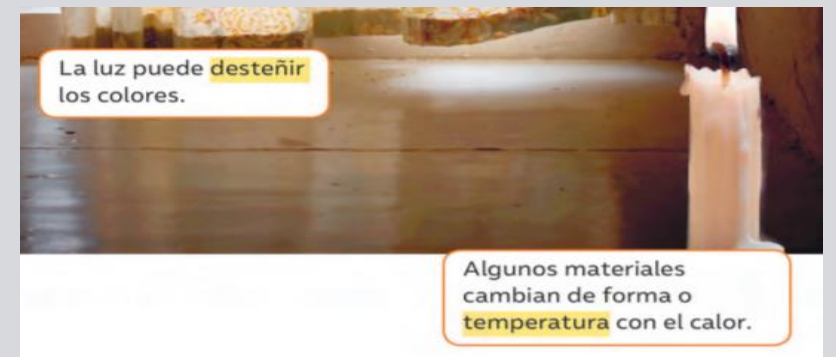 La luz puede desteñir
los colores.
Algunos materiales
cambian de forma o
temperatura con el calor.